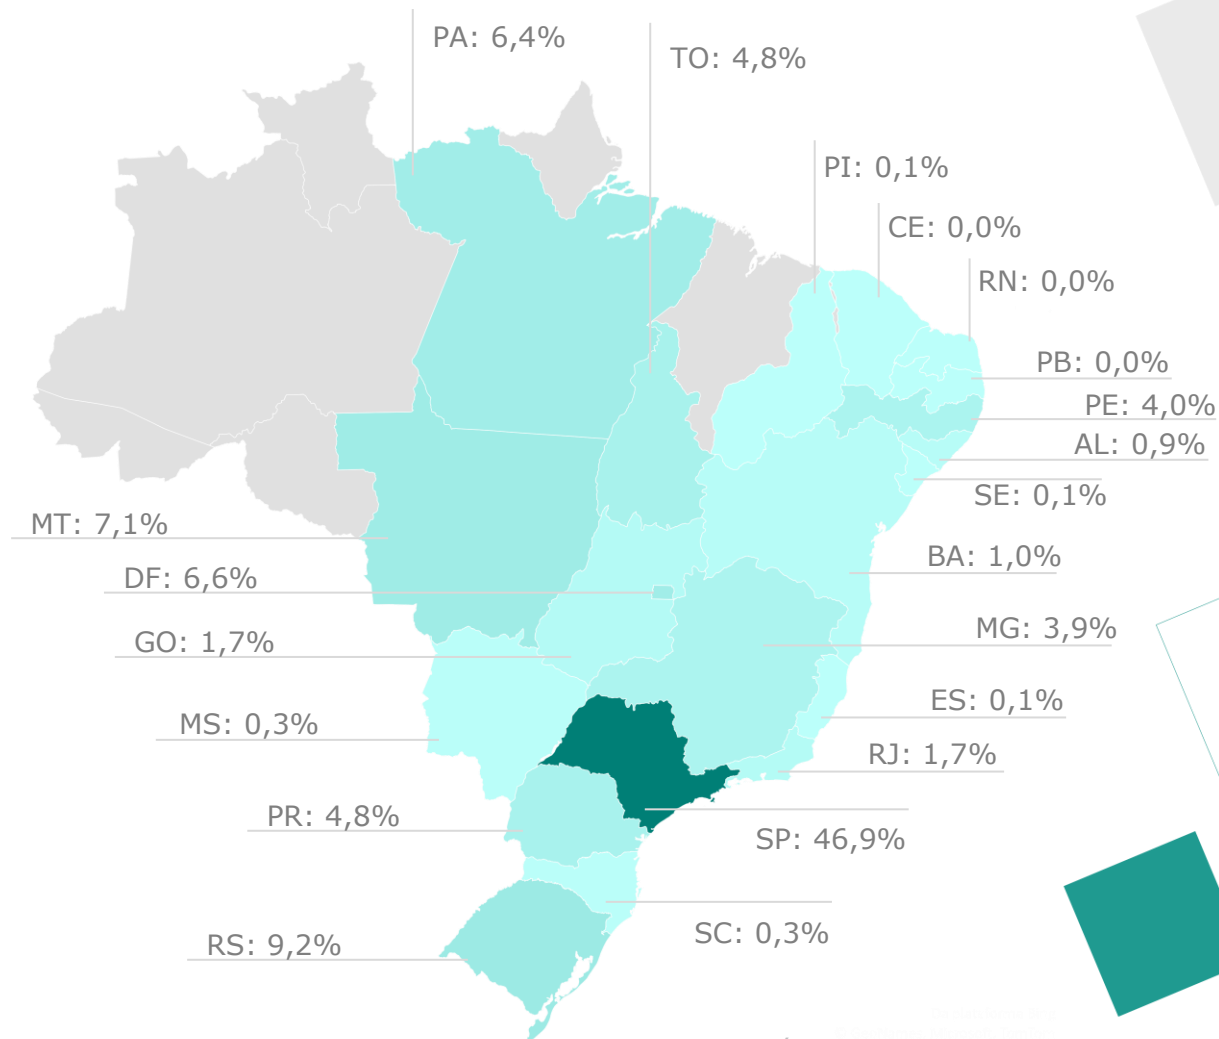 PA: 6,4%
TO: 4,8%
PI: 0,1%
CE: 0,0%
RN: 0,0%
PB: 0,0%
PE: 4,0%
AL: 0,9%
SE: 0,1%
MT: 7,1%
BA: 1,0%
DF: 6,6%
MG: 3,9%
GO: 1,7%
ES: 0,1%
MS: 0,3%
RJ: 1,7%
PR: 4,8%
SP: 46,9%
SC: 0,3%
RS: 9,2%